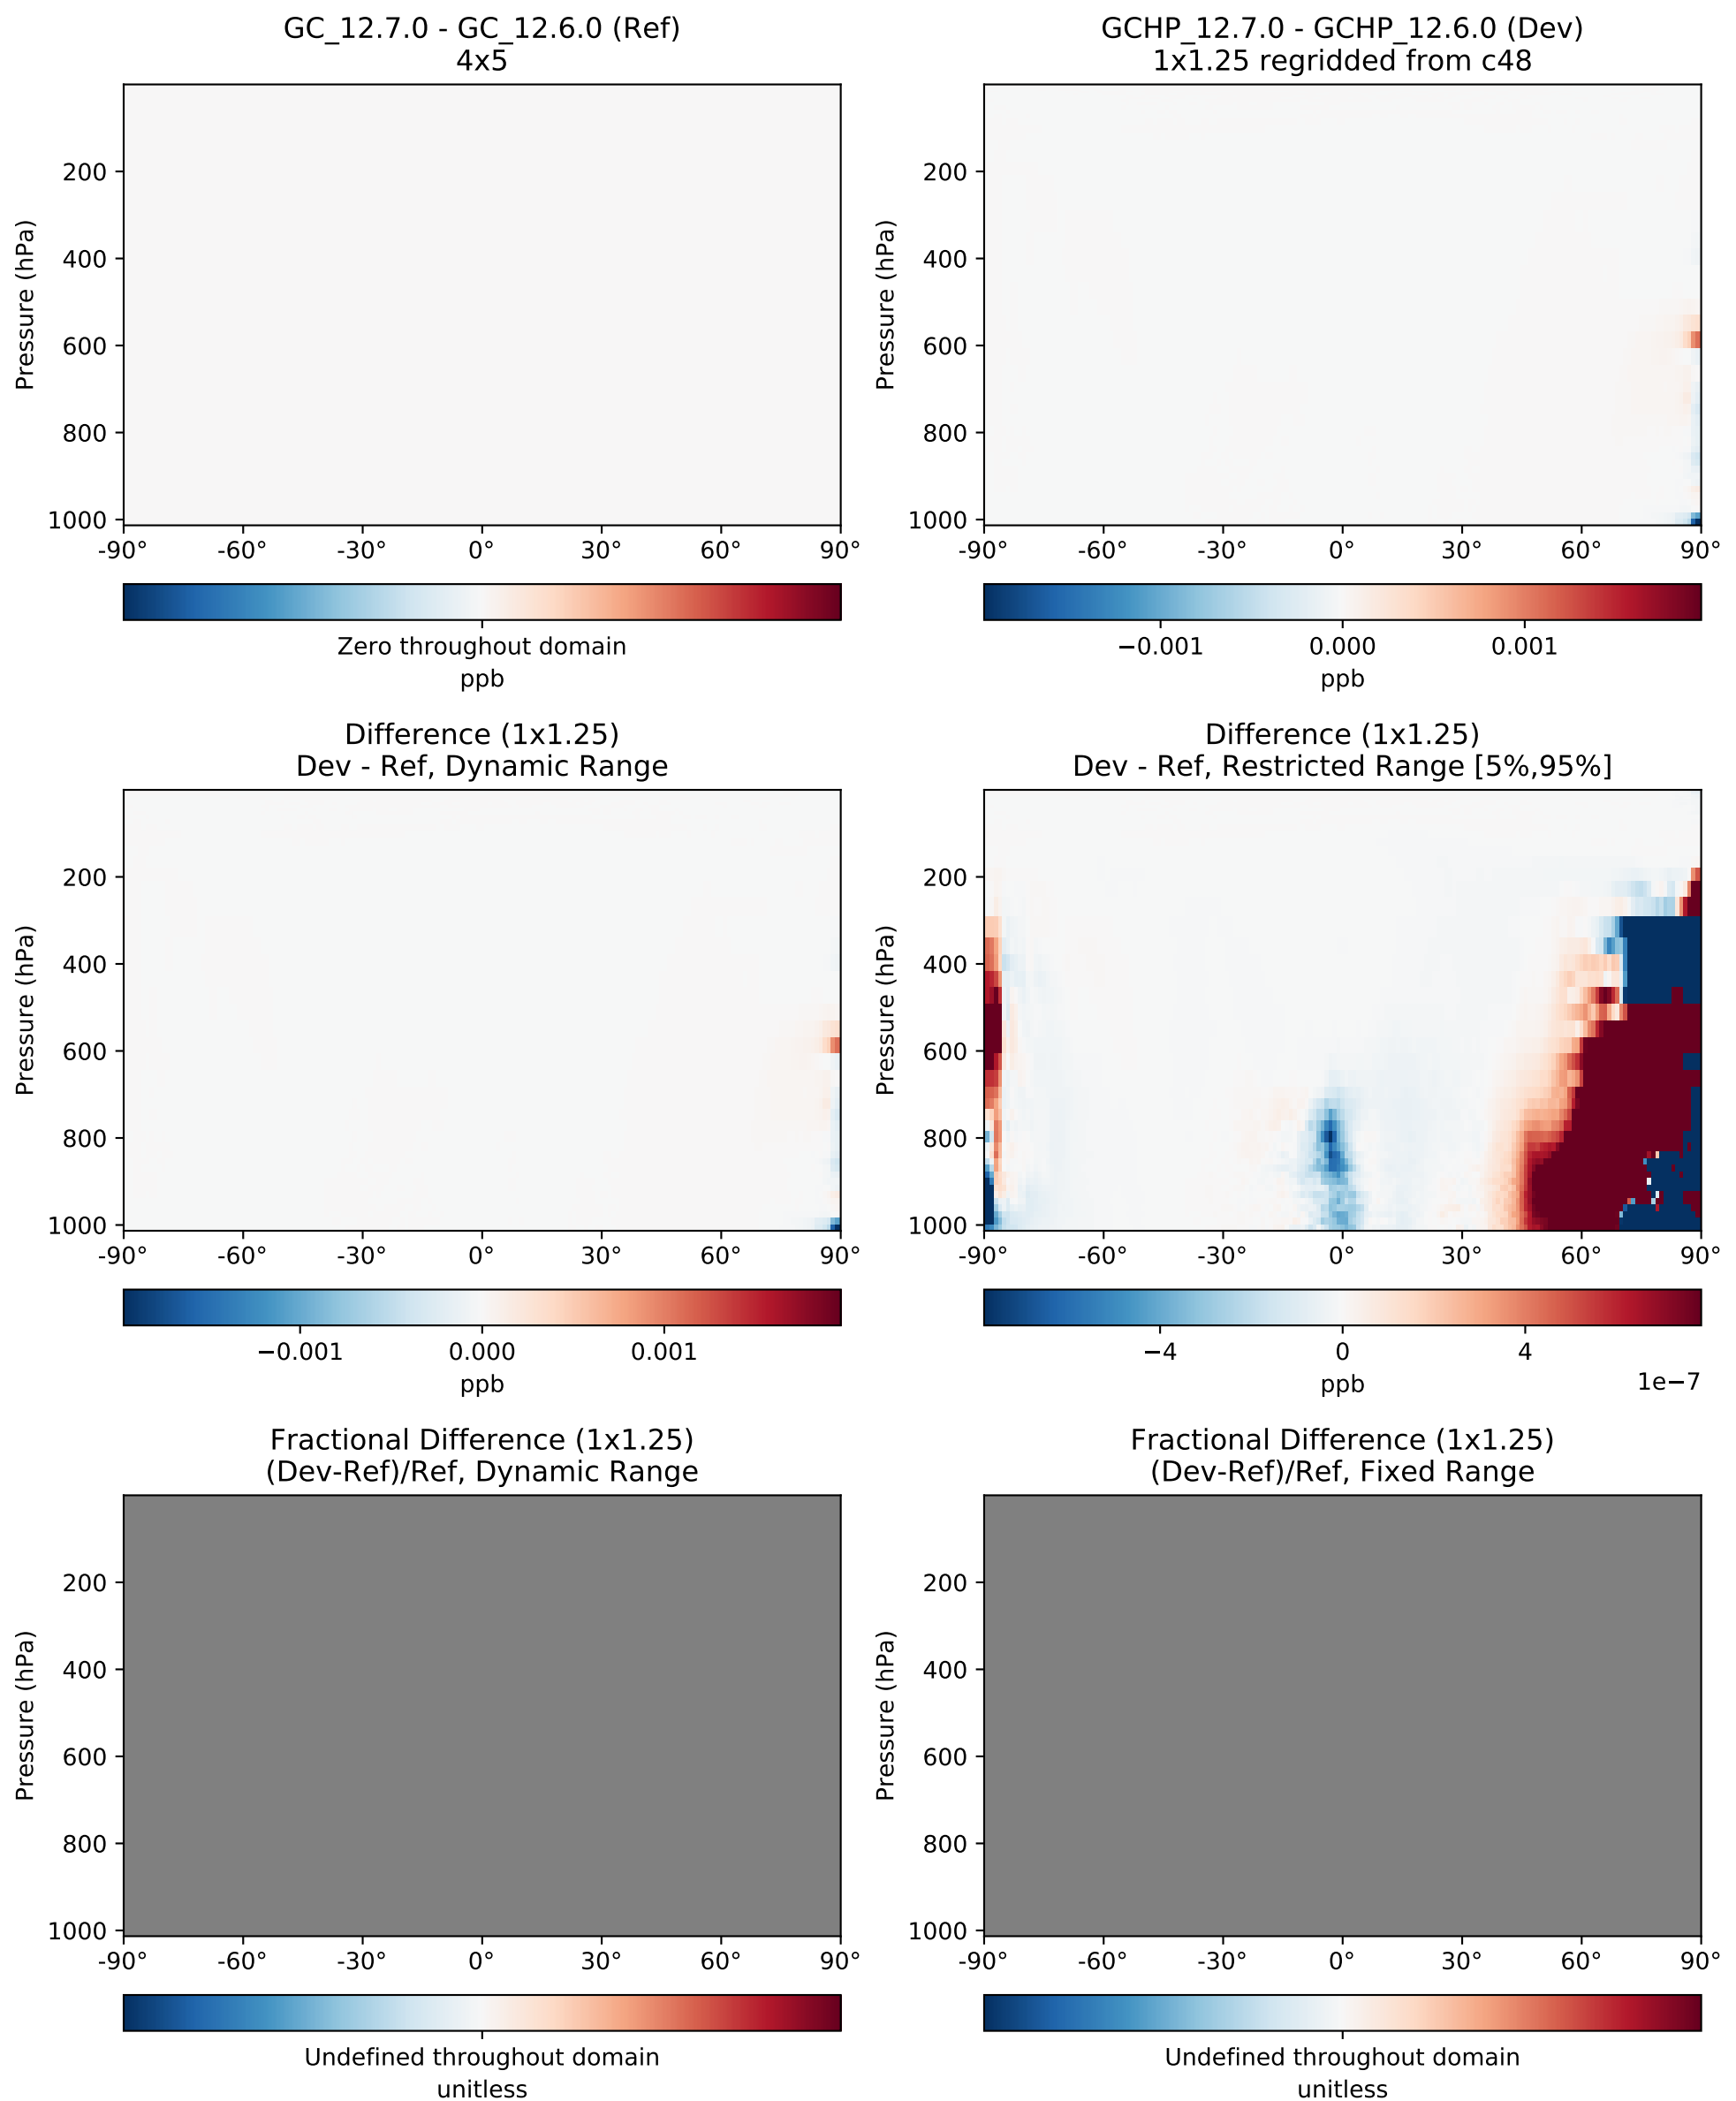 GC_12.7.0 - GC_12.6.0 (Ref)
4x5
GCHP_12.7.0 - GCHP_12.6.0 (Dev)
1x1.25 regridded from c48
Pressure (hPa)
200
400
600
800
1000
-90° -60° -30° 0° 30° 60° 90°
Zero throughout domain
ppb
Pressure (hPa)
200
400
600
800
1000
-90° -60° -30° 0° 30° 60° 90°
−0.001 0.000 0.001
ppb
Difference (1x1.25)
Dev - Ref, Dynamic Range
Difference (1x1.25)
Dev - Ref, Restricted Range [5%,95%]
Pressure (hPa)
200
400
600
800
1000
-90° -60° -30° 0° 30° 60° 90°
−0.001 0.000 0.001
ppb
Pressure (hPa)
200
400
600
800
1000
-90° -60° -30° 0° 30° 60° 90°
−4 0 4
ppb
1e−7
Fractional Difference (1x1.25)
(Dev-Ref)/Ref, Dynamic Range
Fractional Difference (1x1.25)
(Dev-Ref)/Ref, Fixed Range
Pressure (hPa)
200
400
600
800
1000
-90° -60° -30° 0° 30° 60° 90°
Undefined throughout domain
unitless
Pressure (hPa)
200
400
600
800
1000
-90° -60° -30° 0° 30° 60° 90°
Undefined throughout domain
unitless